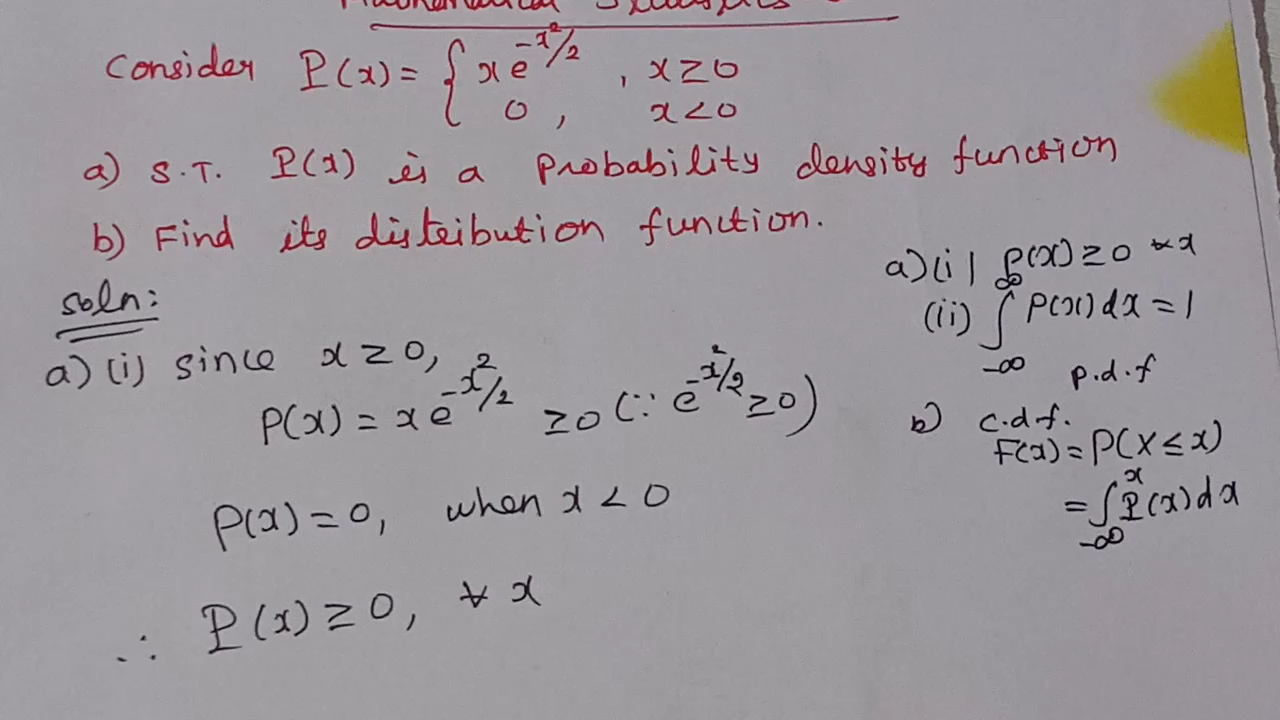 Consider P(x) = { x e^{-x²/2} , x ≥ 0
0 , x < 0
a) S.T. P(x) is a probability density function
b) Find its distribution function.
soln:
a) (i) since x ≥ 0,
P(x) = x e^{-x²/2} ≥ 0 (∵ e^{-x²/2} ≥ 0)
P(x) = 0, when x < 0
∴ P(x) ≥ 0, ∀ x
a) (i) P(x) ≥ 0 ∀ x
(ii) ∫_{-∞}^{∞} P(x) dx = 1
p.d.f
b) c.d.f.
F(x) = P(X ≤ x)
= ∫_{-∞}^{x} P(x) dx